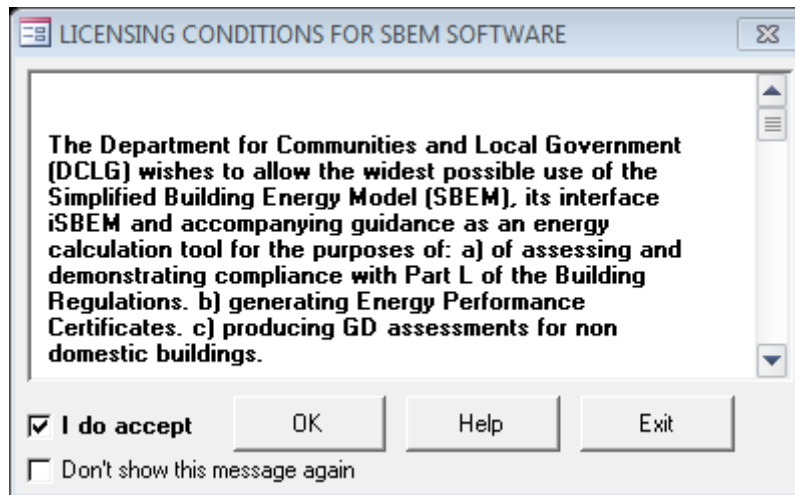 LICENSING CONDITIONS FOR SBEM SOFTWARE
The Department for Communities and Local Government
(DCLG) wishes to allow the widest possible use of the
Simplified Building Energy Model (SBEM), its interface
iSBEM and accompanying guidance as an energy
calculation tool for the purposes of: a) of assessing and
demonstrating compliance with Part L of the Building
Regulations. b) generating Energy Performance
Certificates. c) producing GD assessments for non
domestic buildings.
I do accept OK Help Exit
Don't show this message again